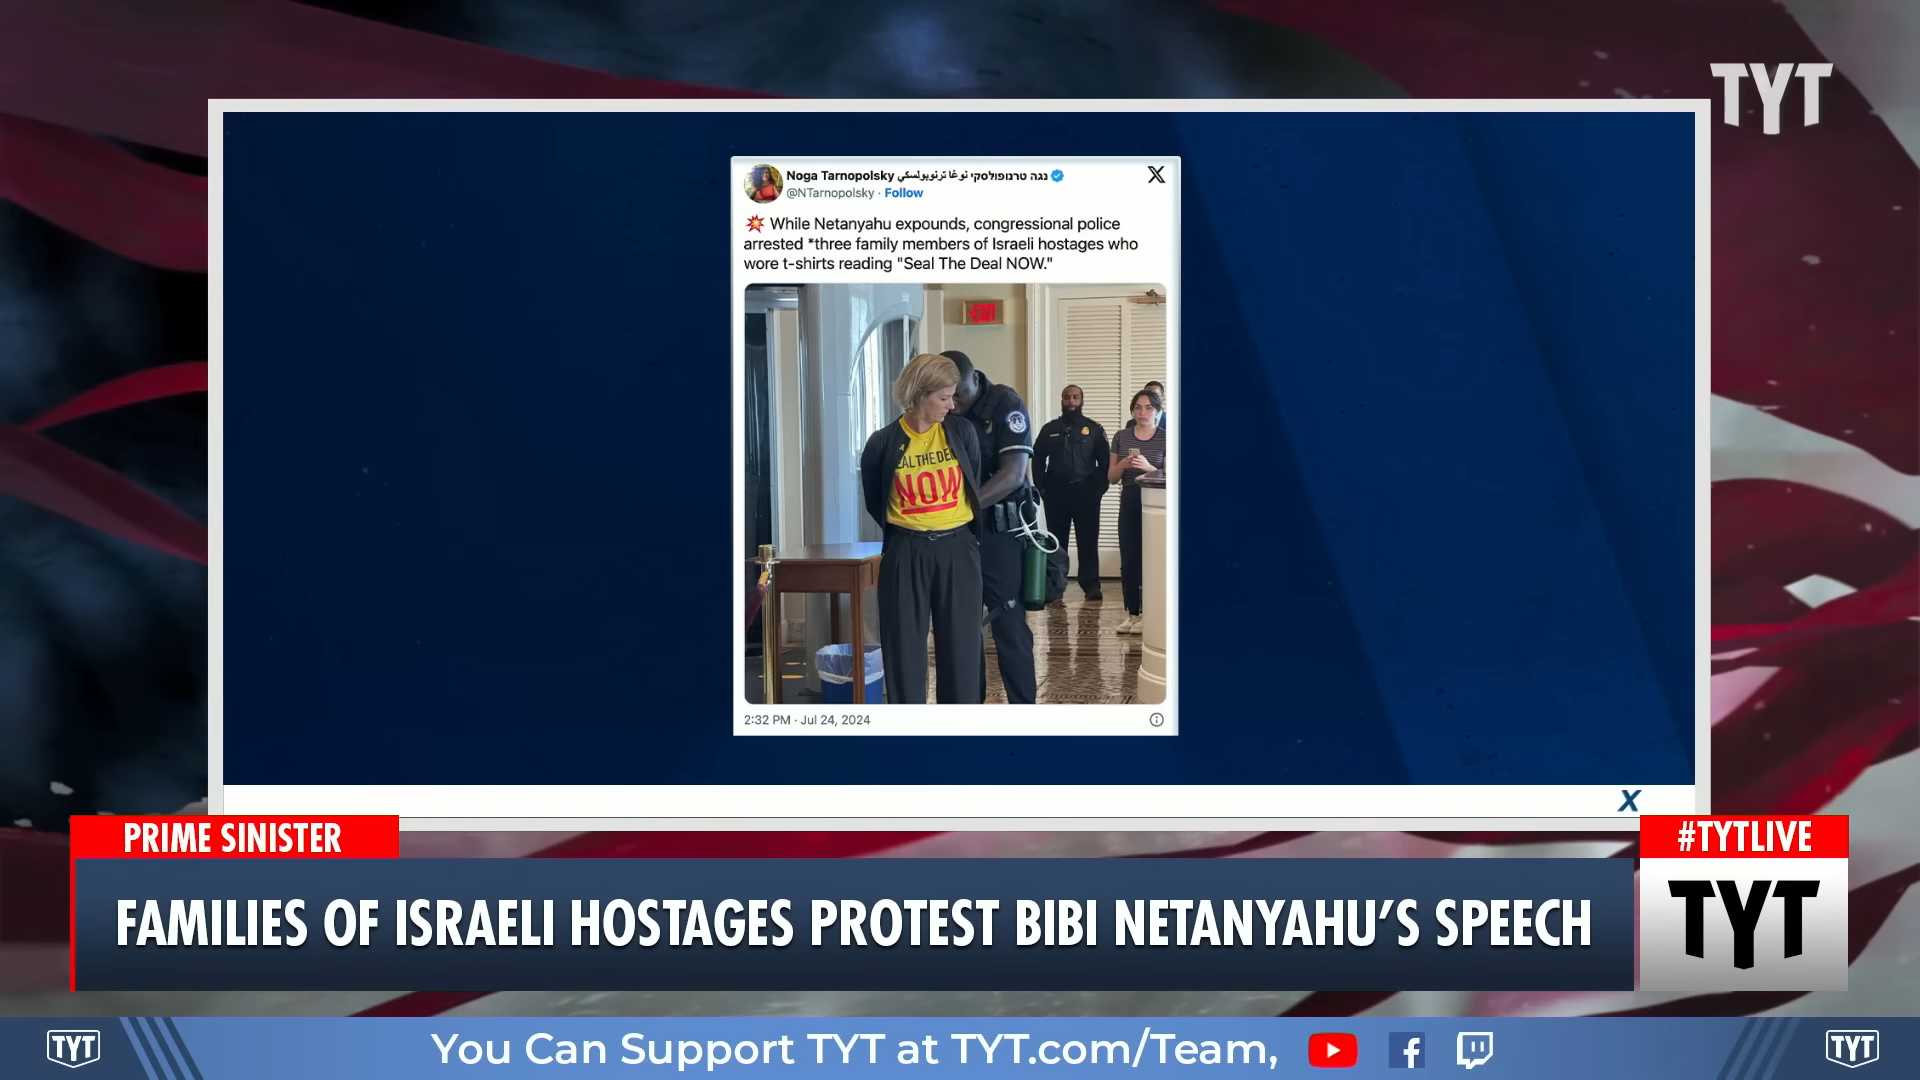 TYT
Noga Tarnopolsky נגה טרנופולסקי نوغا ترنوبولسكي
@NTarnopolsky · Follow
💥 While Netanyahu expounds, congressional police
arrested *three family members of Israeli hostages who
wore t-shirts reading "Seal The Deal NOW."
EXIT
EAL THE DE
NOW
2:32 PM · Jul 24, 2024
X
PRIME SINISTER
#TYTLIVE
FAMILIES OF ISRAELI HOSTAGES PROTEST BIBI NETANYAHU'S SPEECH
TYT
TYT
You Can Support TYT at TYT.com/Team,
TYT